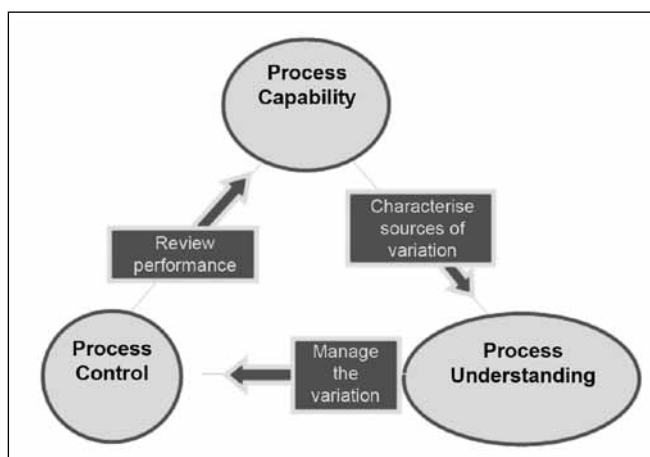 Process
Capability
Characterise
sources of
variation
Review
performance
Process
Control
Manage
the
variation
Process
Understanding